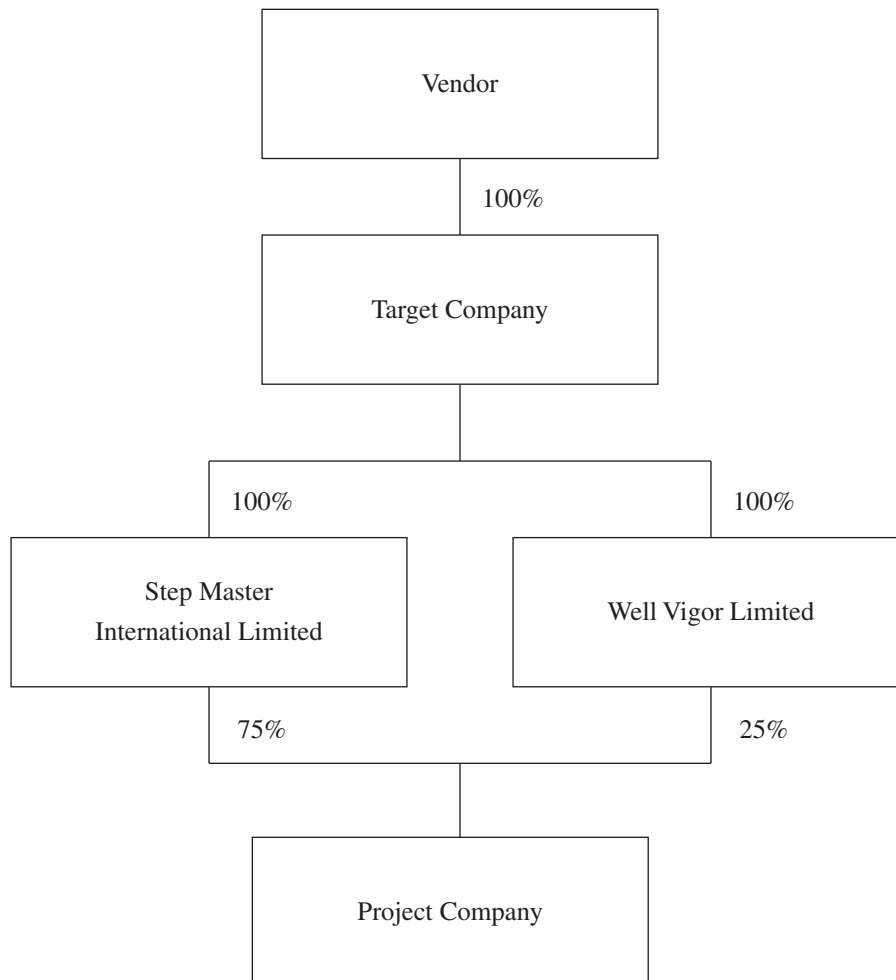 Vendor
100%
Target Company
100%
100%
Step Master
International Limited
Well Vigor Limited
75%
25%
Project Company